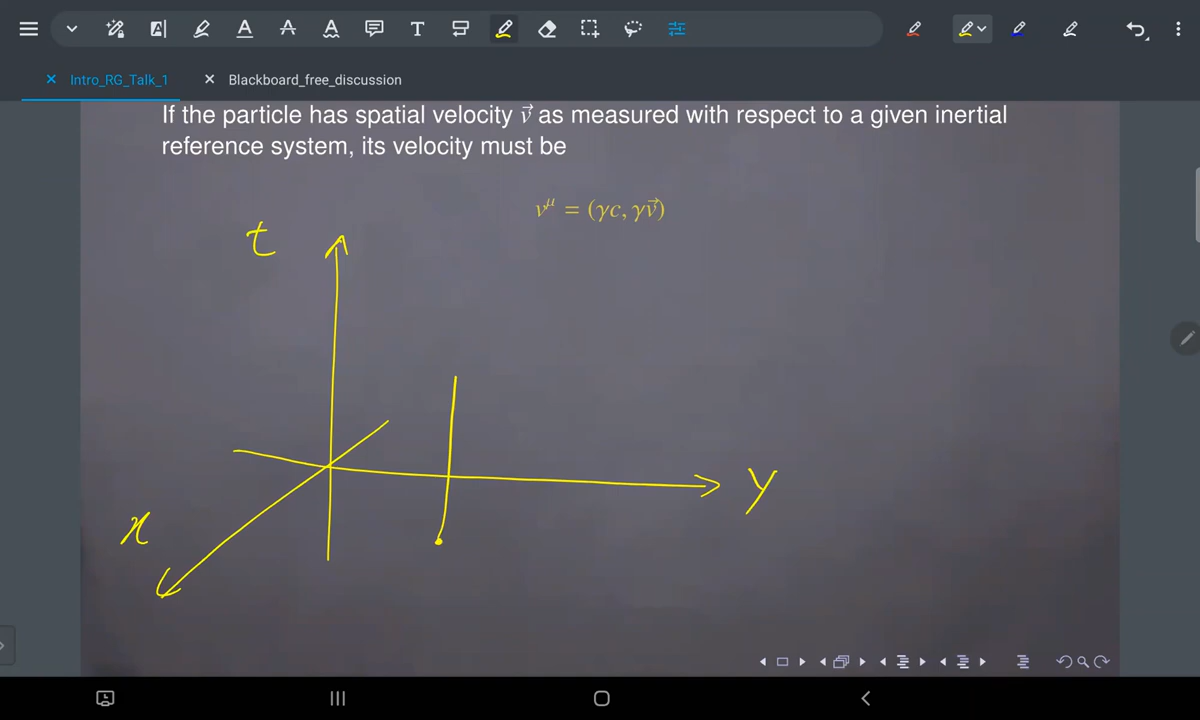 Intro_RG_Talk_1
Blackboard_free_discussion
If the particle has spatial velocity v⃗ as measured with respect to a given inertial
reference system, its velocity must be
v^μ = (γc, γv⃗)
t
y
x